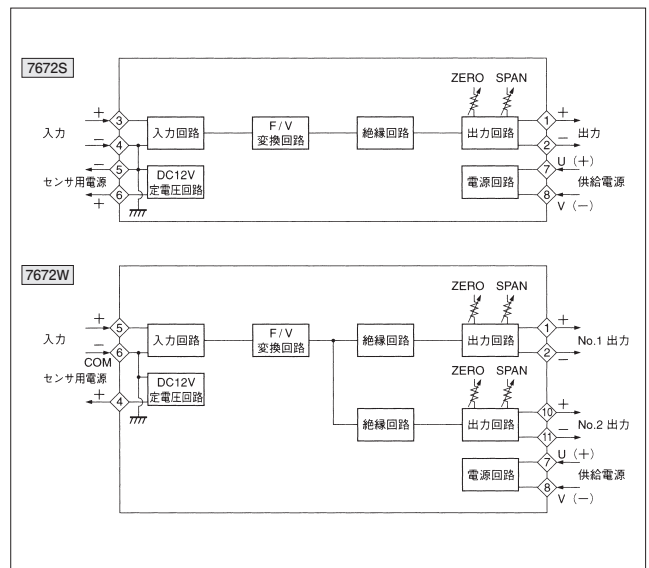 7672S
ZERO SPAN
入力
+
3
−
4
−
5
センサ用電源
6
+
入力回路
DC12V
定電圧回路
F / V
変換回路
絶縁回路
出力回路
電源回路
1
+
出力
2
−
7
U (+)
供給電源
8
V (−)
7672W
ZERO SPAN
入力
+
5
−
6
COM
センサ用電源
+
4
入力回路
DC12V
定電圧回路
F / V
変換回路
絶縁回路
出力回路
1
+
No.1 出力
2
−
ZERO SPAN
絶縁回路
出力回路
10
+
No.2 出力
11
−
電源回路
7
U (+)
供給電源
8
V (−)